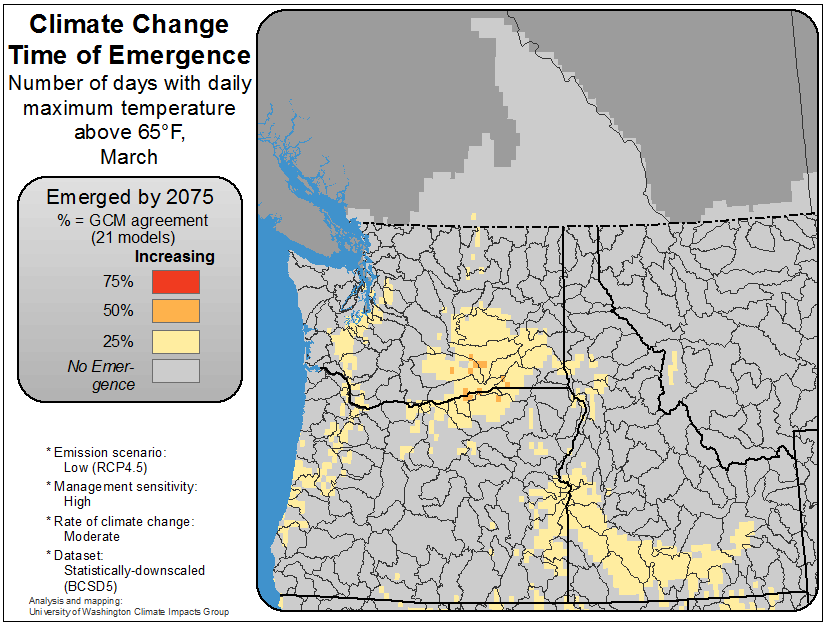 Climate Change
Time of Emergence
Number of days with daily
maximum temperature
above 65°F,
March
Emerged by 2075
% = GCM agreement
(21 models)
Increasing
75%
50%
25%
No Emer-
gence
* Emission scenario:
Low (RCP4.5)
* Management sensitivity:
High
* Rate of climate change:
Moderate
* Dataset:
Statistically-downscaled
(BCSD5)
Analysis and mapping:
University of Washington Climate Impacts Group